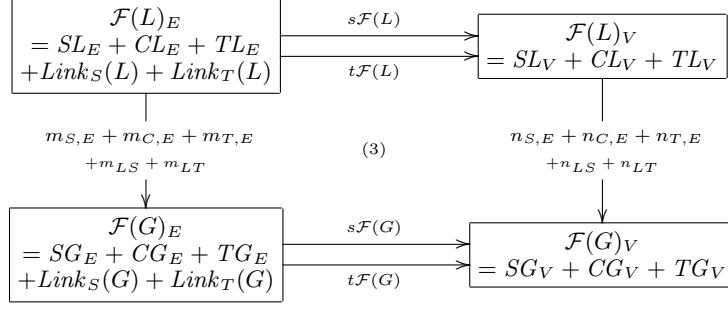 𝓕(L)_E
= SL_E + CL_E + TL_E
+Link_S(L) + Link_T(L)
s𝓕(L)
t𝓕(L)
𝓕(L)_V
= SL_V + CL_V + TL_V
m_{S,E} + m_{C,E} + m_{T,E}
+m_{LS} + m_{LT}
(3)
n_{S,E} + n_{C,E} + n_{T,E}
+n_{LS} + n_{LT}
𝓕(G)_E
= SG_E + CG_E + TG_E
+Link_S(G) + Link_T(G)
s𝓕(G)
t𝓕(G)
𝓕(G)_V
= SG_V + CG_V + TG_V